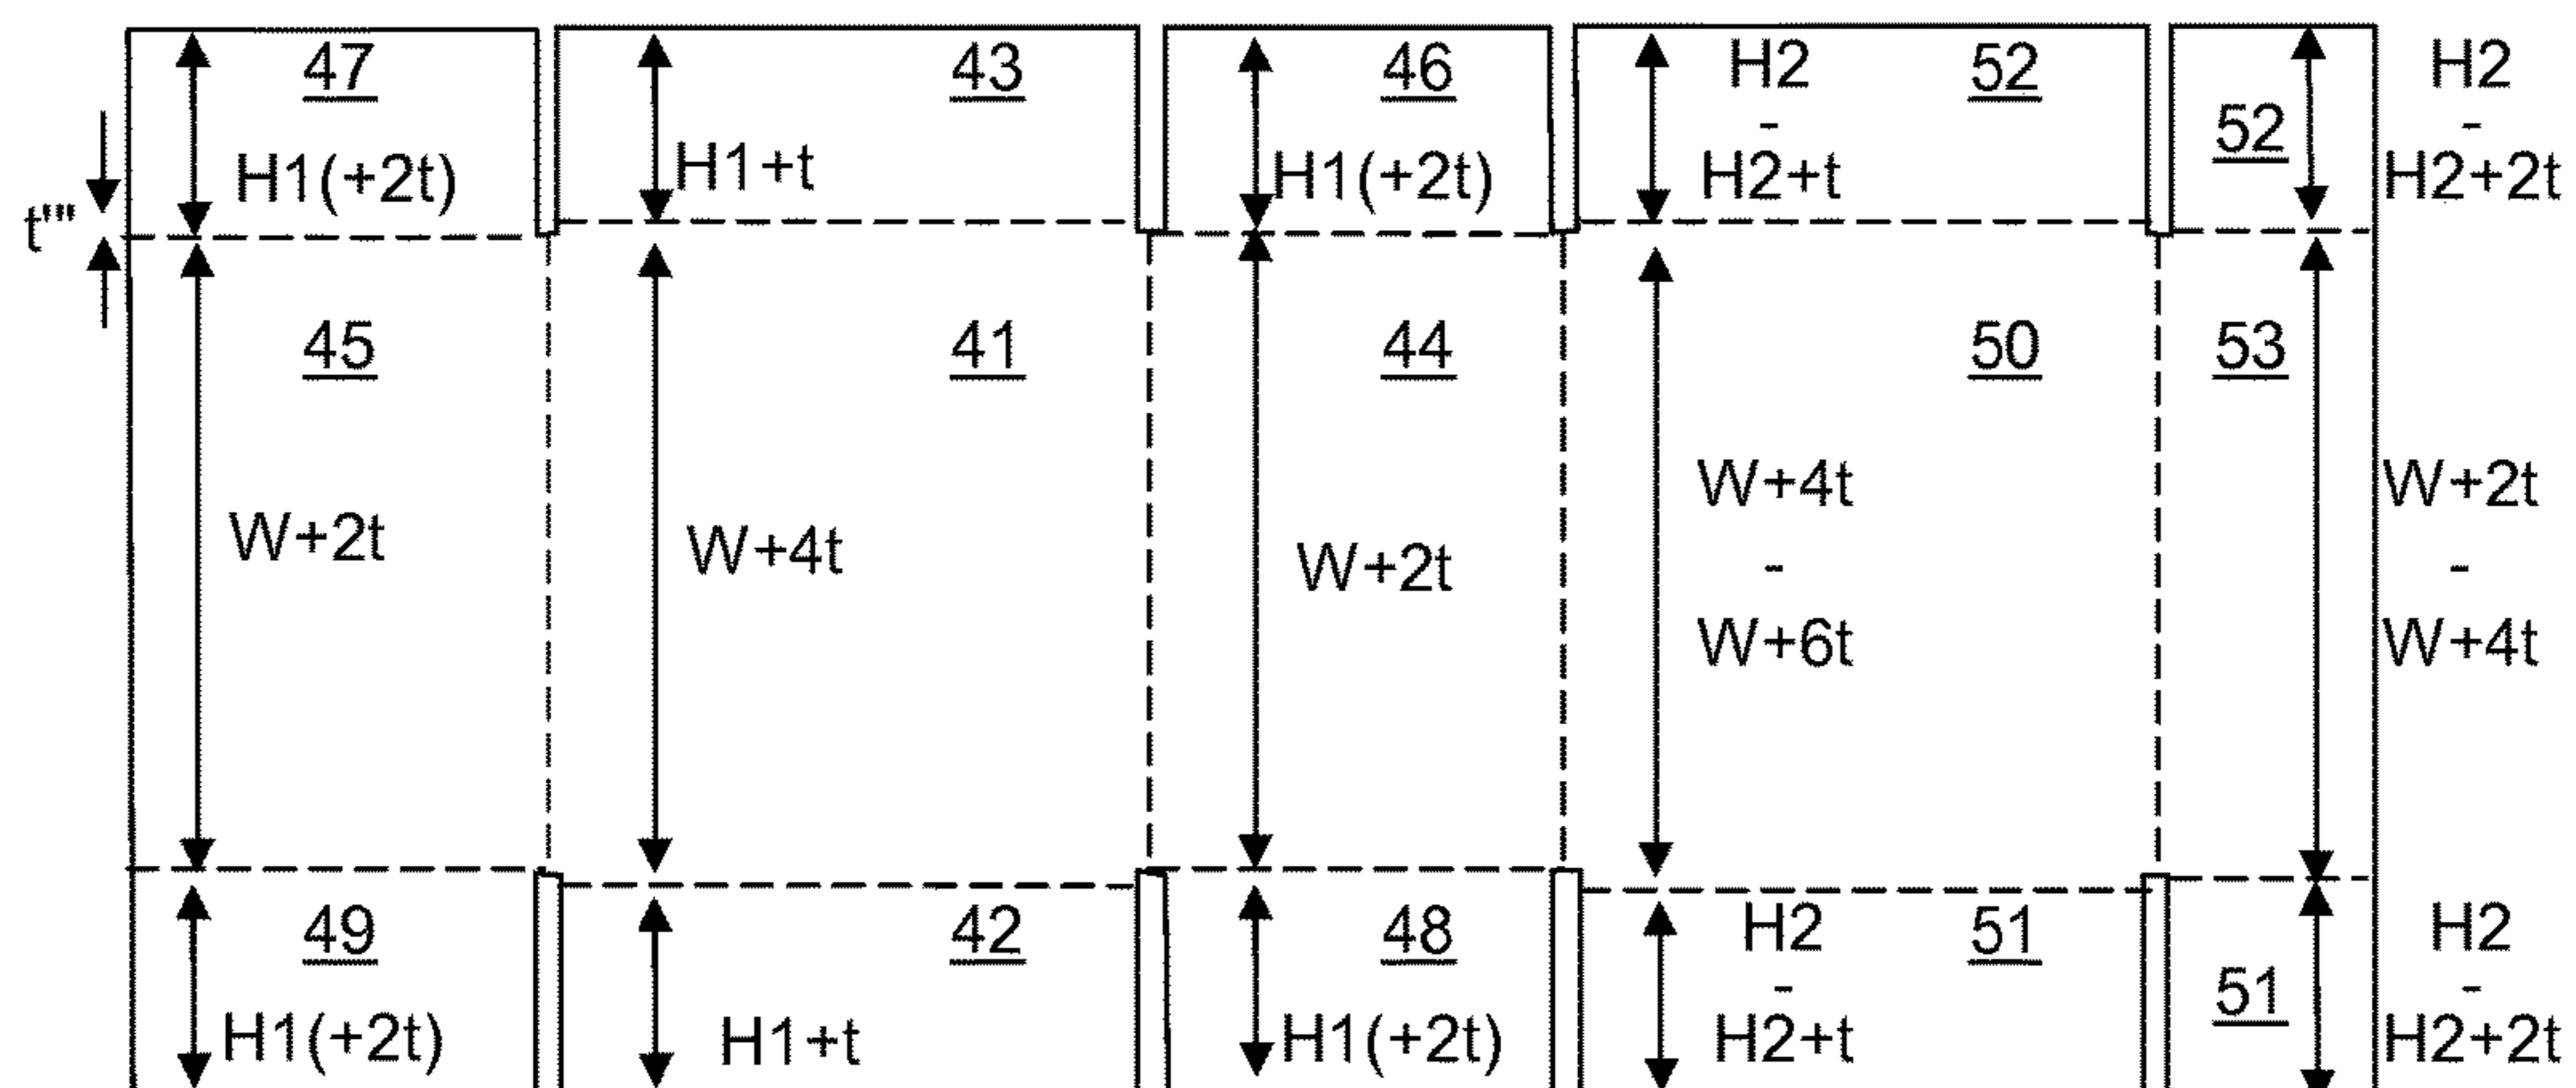 47 43 46 H2 52 H2
- 52 -
t''' H1(+2t) H1+t H1(+2t) H2+t H2+2t
45 41 44 50 53
W+2t W+4t W+2t W+4t W+2t
- -
W+6t W+4t
49 42 48 H2 51 H2
- 51 -
H1(+2t) H1+t H1(+2t) H2+t H2+2t